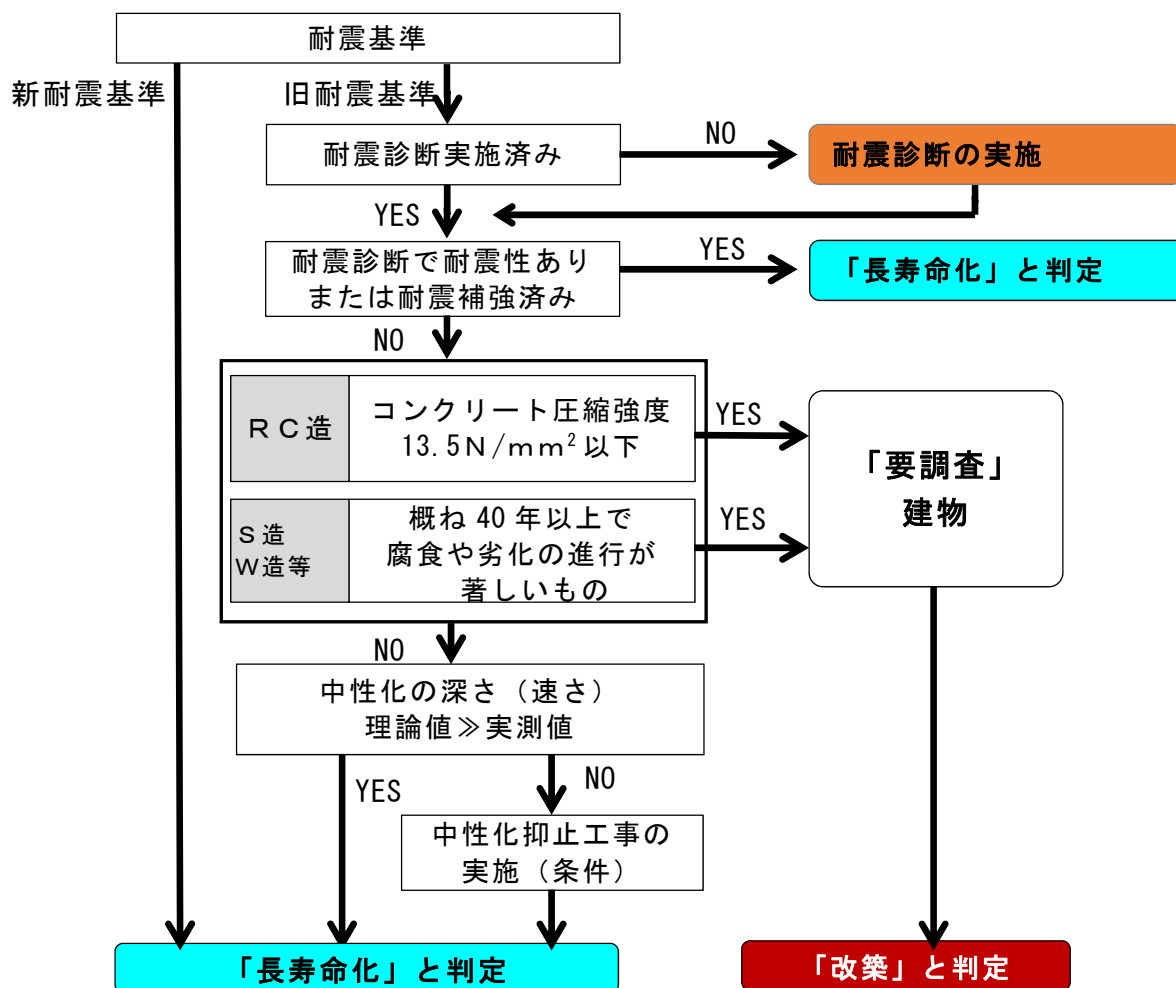 耐震基準
新耐震基準
旧耐震基準
耐震診断実施済み
NO
耐震診断の実施
YES
耐震診断で耐震性あり
または耐震補強済み
YES
「長寿命化」と判定
NO
RC造
コンクリート圧縮強度
13.5N/mm²以下
YES
「要調査」
建物
S造
W造等
概ね40年以上で
腐食や劣化の進行が
著しいもの
YES
NO
中性化の深さ（速さ）
理論値≫実測値
YES
NO
中性化抑止工事の
実施（条件）
「長寿命化」と判定
「改築」と判定